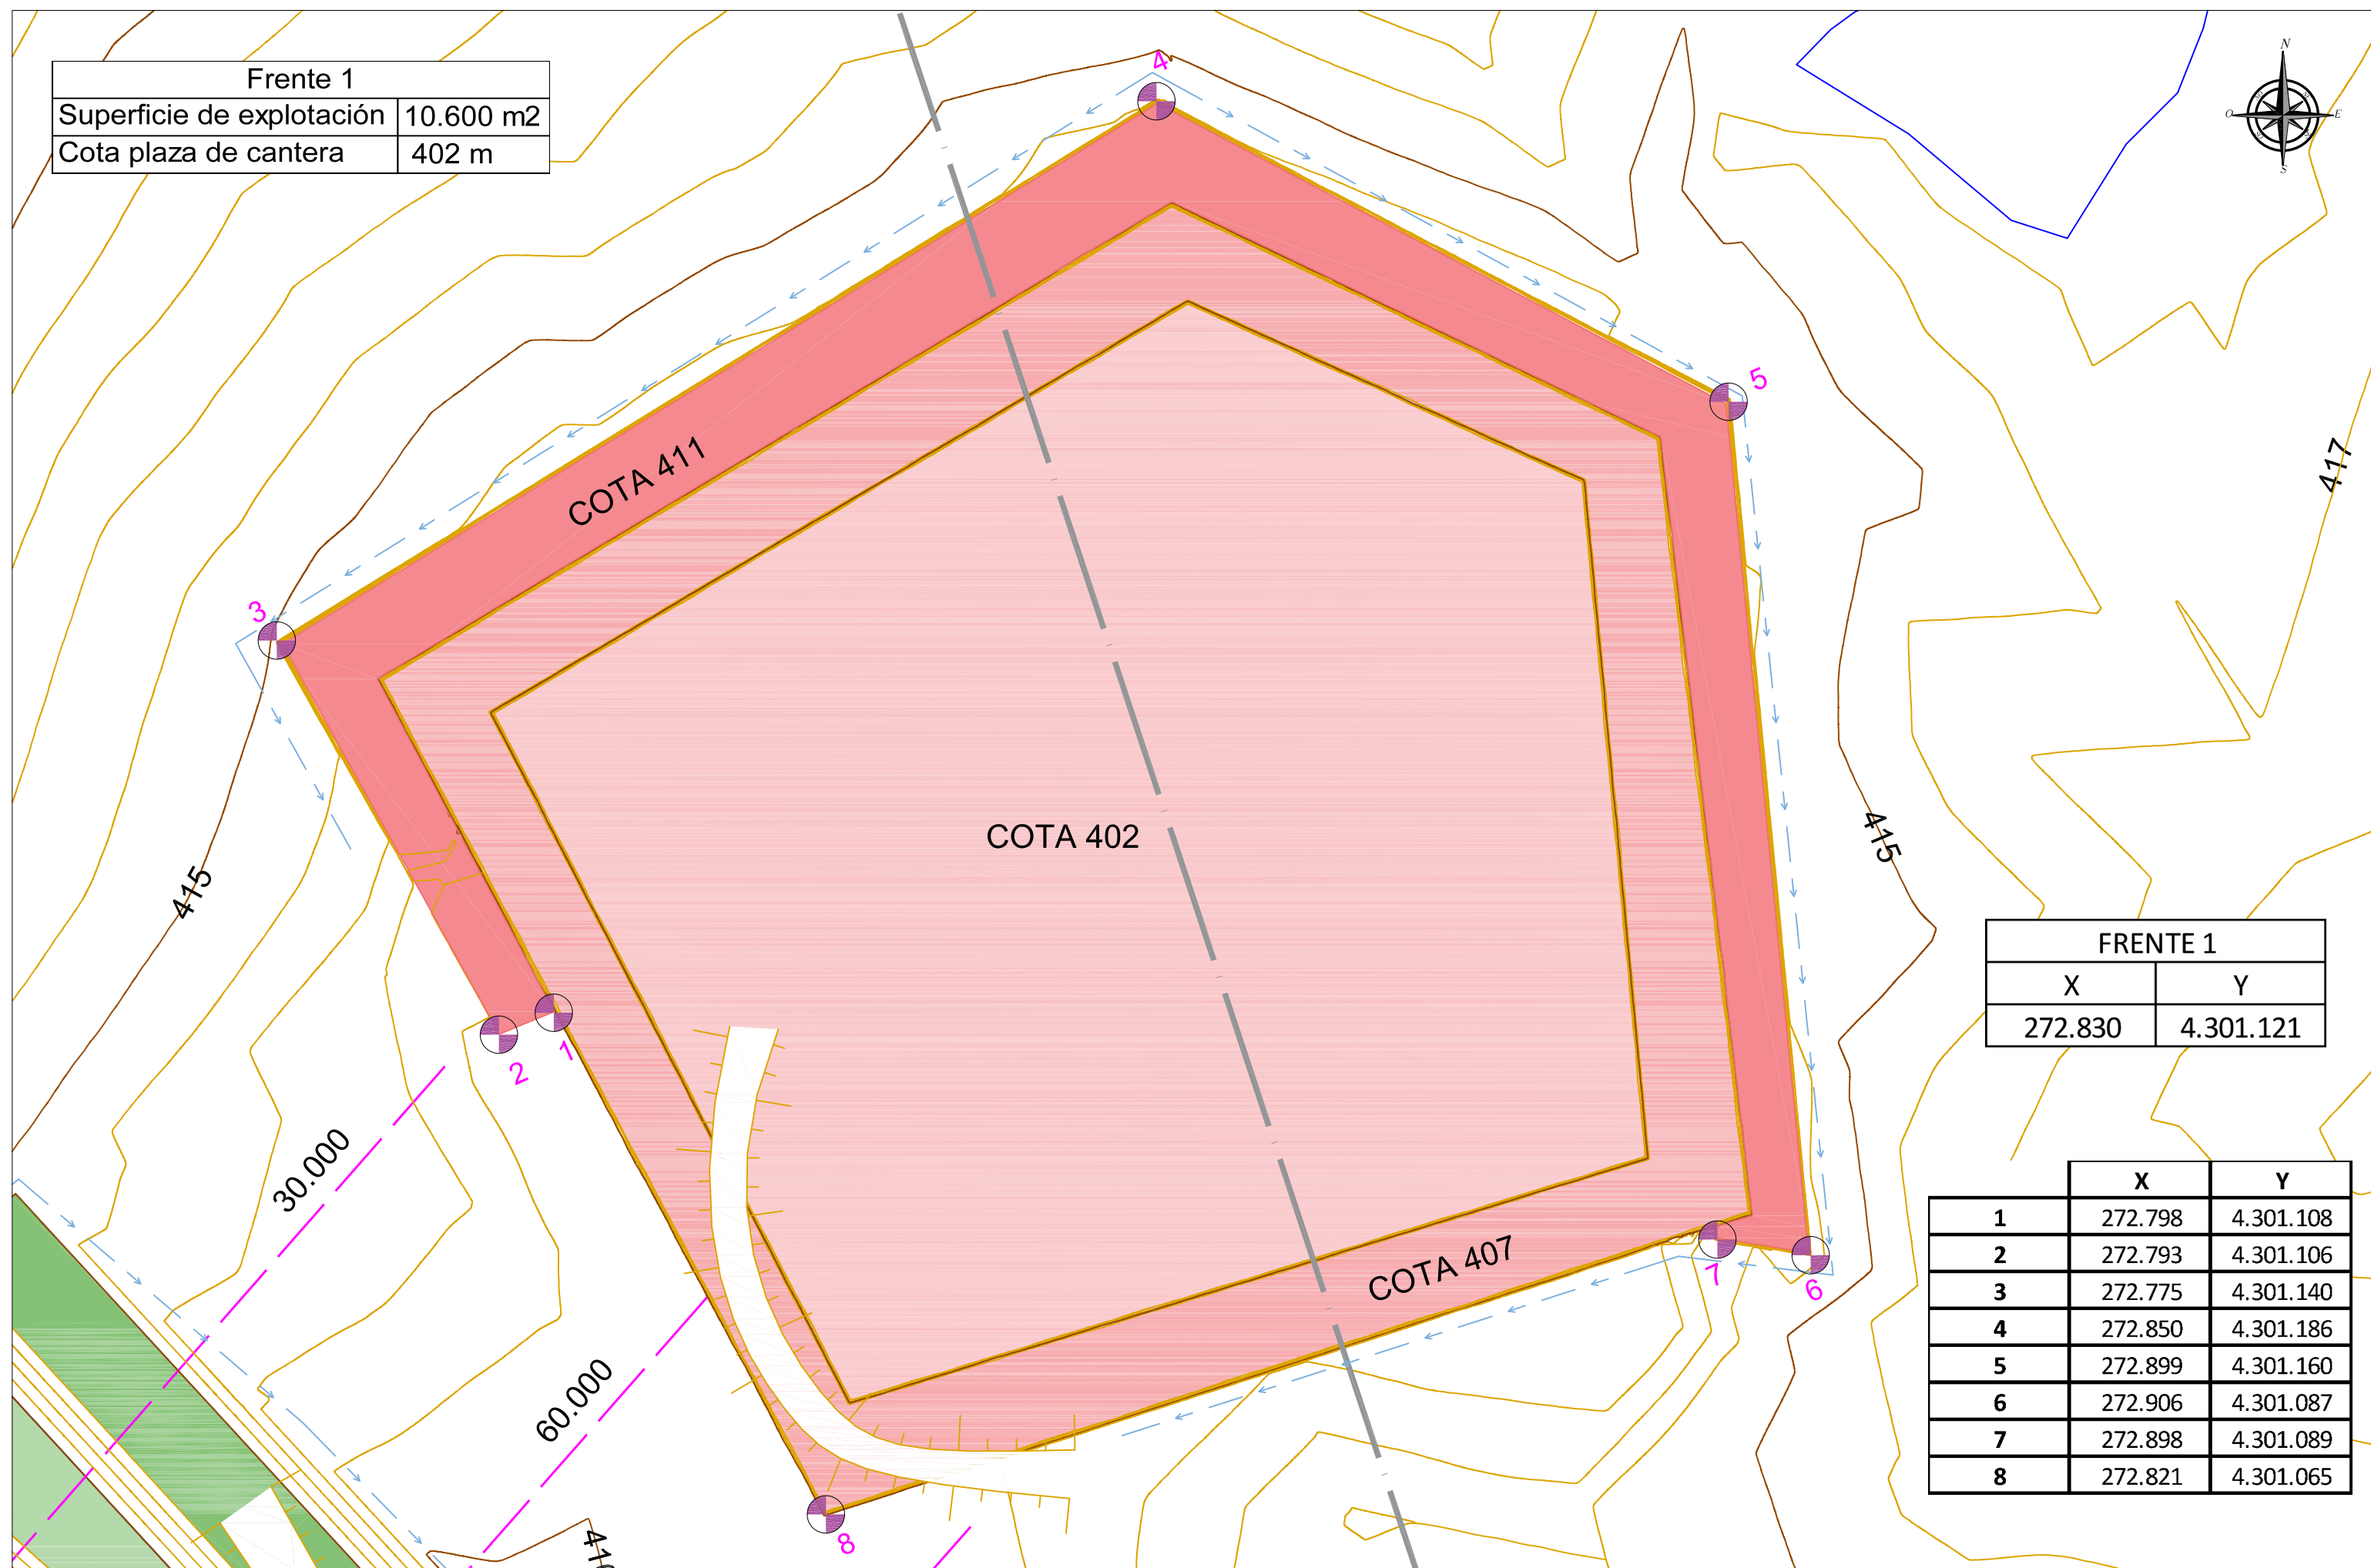 Frente 1
Superficie de explotación 10.600 m2
Cota plaza de cantera 402 m
N
O E
S
4
5
417
COTA 411
3
COTA 402
415
415
FRENTE 1
X Y
272.830 4.301.121
1
2
30.000
X Y
1 272.798 4.301.108
2 272.793 4.301.106
3 272.775 4.301.140
4 272.850 4.301.186
5 272.899 4.301.160
6 272.906 4.301.087
7 272.898 4.301.089
8 272.821 4.301.065
COTA 407
7
6
60.000
8